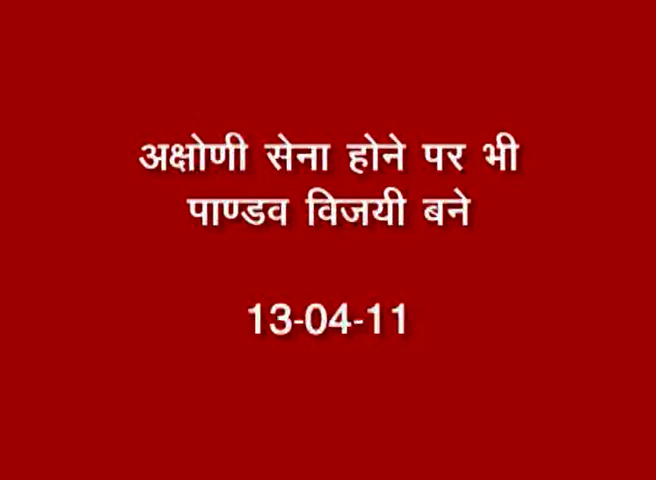 अक्षोणी सेना होने पर भी
पाण्डव विजयी बने
13-04-11